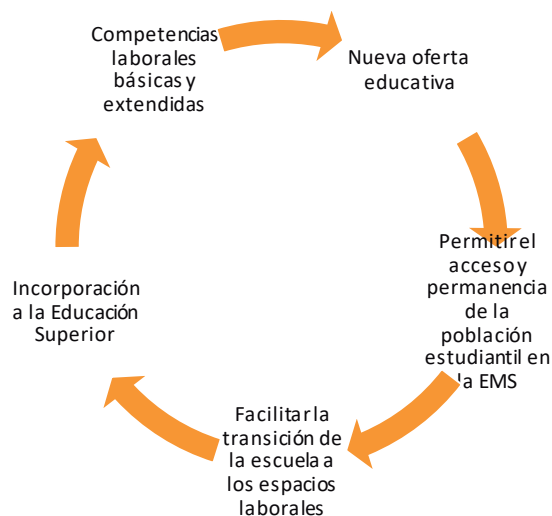 Competencias
laborales
básicas y
extendidas
Nueva oferta
educativa
Permitir el
acceso y
permanencia
de la
población
estudiantil en
la EMS
Facilitar la
transición de
la escuela a
los espacios
laborales
Incorporación
a la Educación
Superior